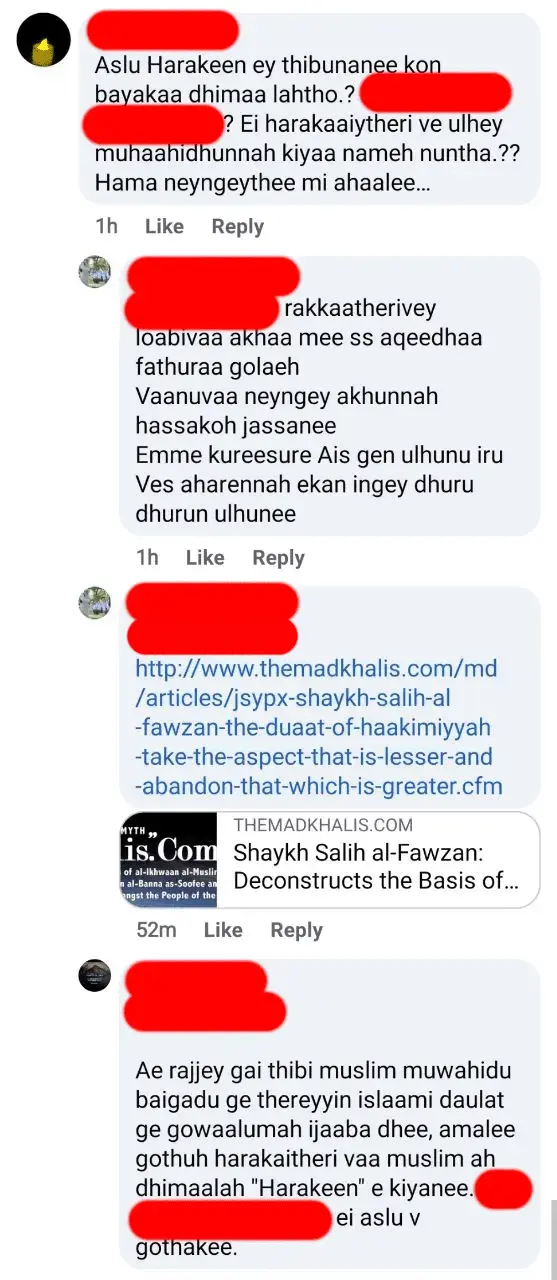 Aslu Harakeen ey thibunanee kon
bayakaa dhimaa lahtho.?
? Ei harakaaiytheri ve ulhey
muhaahidhunnah kiyaa nameh nuntha.??
Hama neyngeythee mi ahaalee...
1h Like Reply
rakkaatherivey
loabivaa akhaa mee ss aqeedhaa
fathuraa golaeh
Vaanuvaa neyngey akhunnah
hassakoh jassanee
Emme kureesure Ais gen ulhunu iru
Ves aharennah ekan ingey dhuru
dhurun ulhunee
1h Like Reply
http://www.themadkhalis.com/md
/articles/jsypx-shaykh-salih-al
-fawzan-the-duaat-of-haakimiyyah
-take-the-aspect-that-is-lesser-and
-abandon-that-which-is-greater.cfm
MYTH”
is.Com
of al-Ikhwaan al-Muslim
n al-Banna as-Soofee an
ongst the People of the
THEMADKHALIS.COM
Shaykh Salih al-Fawzan:
Deconstructs the Basis of...
52m Like Reply
Ae rajjey gai thibi muslim muwahidu
baigadu ge thereyyin islaami daulat
ge gowaalumah ijaaba dhee, amalee
gothuh harakaitheri vaa muslim ah
dhimaalah "Harakeen" e kiyanee.
ei aslu v
gothakee.